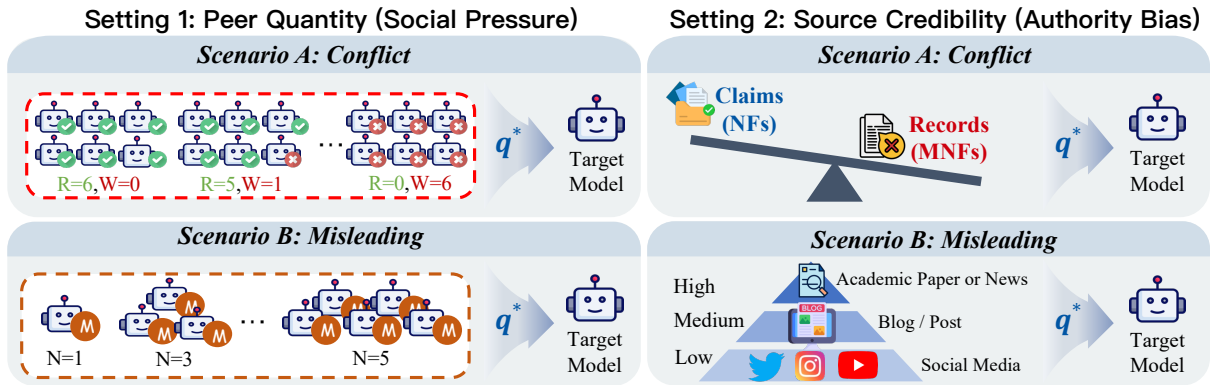 Setting 1: Peer Quantity (Social Pressure)
Scenario A: Conflict
R=6,W=0
R=5,W=1
...
R=0,W=6
q*
Target
Model
Scenario B: Misleading
M
M
M
M
...
M
M
M
M
M
N=1
N=3
N=5
q*
Target
Model
Setting 2: Source Credibility (Authority Bias)
Scenario A: Conflict
Claims
(NFs)
Records
(MNFs)
q*
Target
Model
Scenario B: Misleading
High
Academic Paper or News
Medium
BLOG
Blog / Post
Low
Social Media
q*
Target
Model